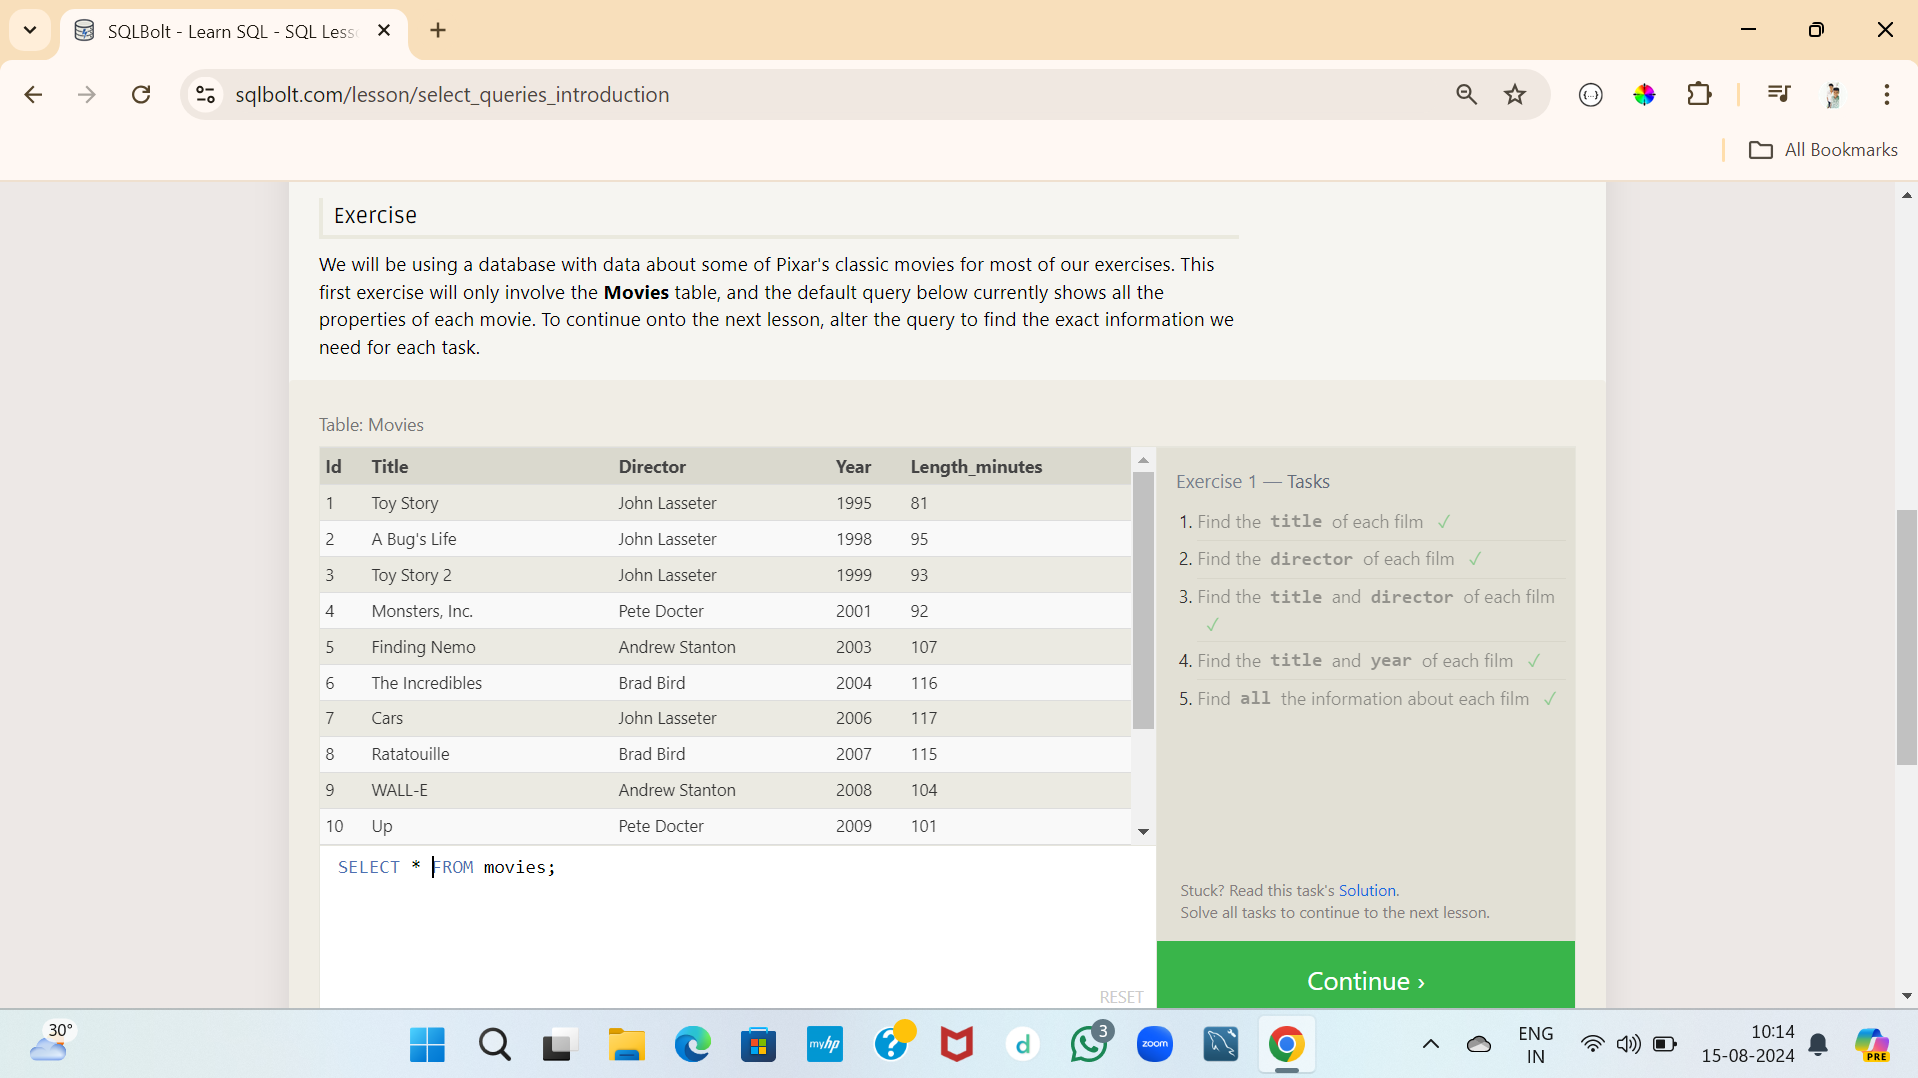 SQLBolt - Learn SQL - SQL Less
sqlbolt.com/lesson/select_queries_introduction
All Bookmarks
Exercise
We will be using a database with data about some of Pixar's classic movies for most of our exercises. This
first exercise will only involve the Movies table, and the default query below currently shows all the
properties of each movie. To continue onto the next lesson, alter the query to find the exact information we
need for each task.
Table: Movies
Id Title Director Year Length_minutes
1 Toy Story John Lasseter 1995 81
2 A Bug's Life John Lasseter 1998 95
3 Toy Story 2 John Lasseter 1999 93
4 Monsters, Inc. Pete Docter 2001 92
5 Finding Nemo Andrew Stanton 2003 107
6 The Incredibles Brad Bird 2004 116
7 Cars John Lasseter 2006 117
8 Ratatouille Brad Bird 2007 115
9 WALL-E Andrew Stanton 2008 104
10 Up Pete Docter 2009 101
SELECT * FROM movies;
RESET
Exercise 1 — Tasks
1. Find the title of each film ✓
2. Find the director of each film ✓
3. Find the title and director of each film
✓
4. Find the title and year of each film ✓
5. Find all the information about each film ✓
Stuck? Read this task's Solution.
Solve all tasks to continue to the next lesson.
Continue ›
30°
myhp
?
d
3
zoom
ENG
IN
10:14
15-08-2024
PRE